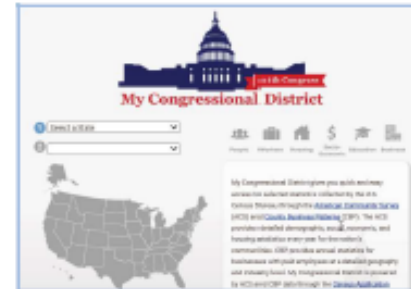 116th Congress
My Congressional District
1 Select a State
2
People Workers Housing Socio-Economic Education Business
My Congressional District gives you quick and easy
access to selected statistics collected by the U.S.
Census Bureau through the American Community Survey
(ACS) and County Business Patterns (CBP). The ACS
provides detailed demographic, social, economic, and
housing statistics every year for the nation's
communities. CBP provides annual statistics for
businesses with paid employees at a detailed geography
and industry level. My Congressional District is powered
by ACS and CBP data through the Census Application